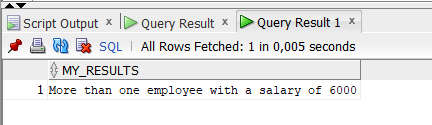 Script Output x Query Result x Query Result 1 x
SQL | All Rows Fetched: 1 in 0,005 seconds
MY_RESULTS
1 More than one employee with a salary of 6000